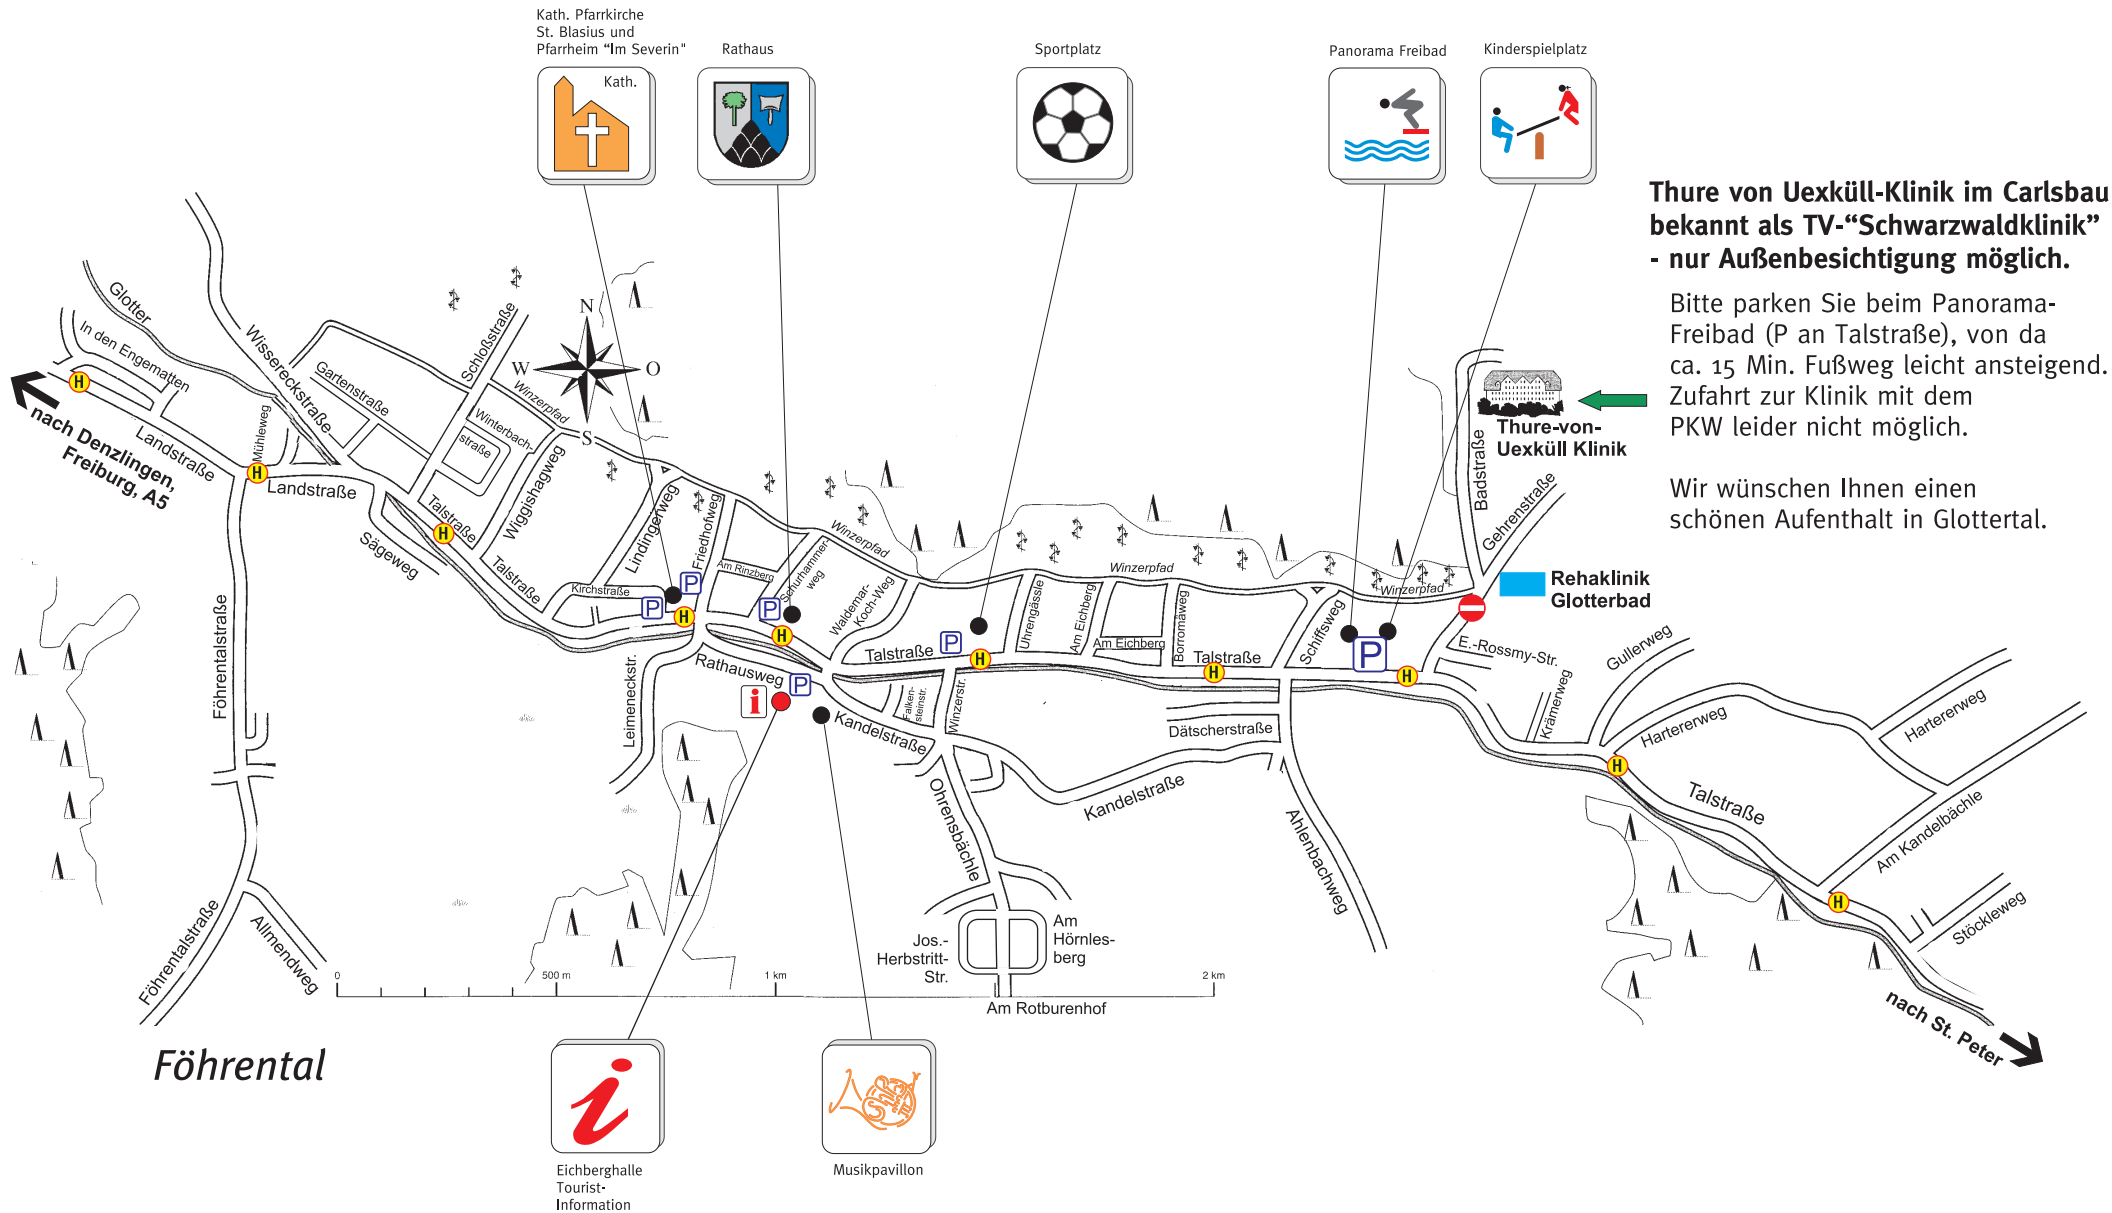 Kath. Pfarrkirche
St. Blasius und
Pfarrheim “Im Severin"
Rathaus
Sportplatz
Panorama Freibad
Kinderspielplatz
Kath.
Thure von Uexküll-Klinik im Carlsbau
bekannt als TV-“Schwarzwaldklinik”
- nur Außenbesichtigung möglich.
Bitte parken Sie beim Panorama-
Freibad (P an Talstraße), von da
ca. 15 Min. Fußweg leicht ansteigend.
Zufahrt zur Klinik mit dem
PKW leider nicht möglich.
Wir wünschen Ihnen einen
schönen Aufenthalt in Glottertal.
Thure-von-
Uexküll Klinik
Rehaklinik
Glotterbad
N
W
O
S
Glotter
In den Engematten
H
nach Denzlingen,
Freiburg, A5
Landstraße
Mühleweg
H
Landstraße
Wissereckstraße
Gartenstraße
Schloßstraße
Winterbach-
straße
Winzerpfad
Wiggishagweg
Talstraße
H
Sägeweg
Talstraße
Kirchstraße
Lindingerweg
Friedhofweg
P
P
H
Am Rinzberg
Schurhammer-
weg
P
H
Winzerpfad
Waldemar-
Koch-Weg
Talstraße
P
H
Uhrengässle
Am Eichberg
Am Eichberg
Winzerpfad
Borromäweg
Talstraße
H
Schiffsweg
Winzerpfad
P
H
Badstraße
Gehrenstraße
E.-Rossmy-Str.
Krämerweg
Gullerweg
Hartererweg
Hartererweg
H
Talstraße
Am Kandelbächle
H
Stöckleweg
nach St. Peter
Föhrentalstraße
Föhrentalstraße
Allmendweg
Leimeneckstr.
Rathausweg
P
i
Kandelstraße
Falken-
steinstr.
Winzerstr.
Ohrensbächle
Kandelstraße
Dätscherstraße
Ahlenbachweg
Jos.-
Herbstritt-
Str.
Am
Hörnles-
berg
Am Rotburenhof
0
500 m
1 km
2 km
Föhrental
i
Eichberghalle
Tourist-
Information
Musikpavillon